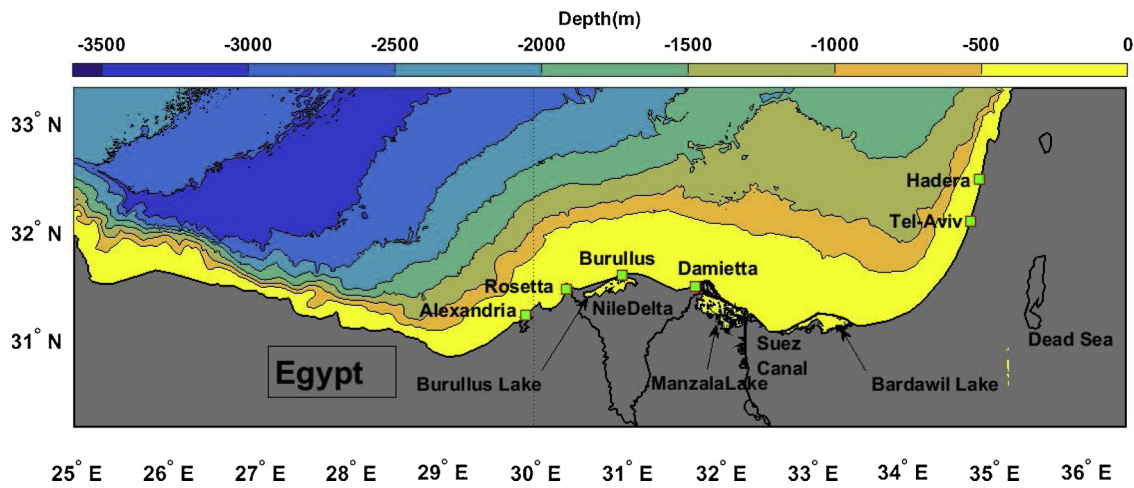 Depth(m)
-3500 -3000 -2500 -2000 -1500 -1000 -500 0
33° N
Hadera
32° N
Tel-Aviv
Burullus
Damietta
Rosetta
Alexandria
NileDelta
31° N
Suez
Canal
Dead Sea
Egypt
Burullus Lake
ManzalaLake
Bardawil Lake
25° E 26° E 27° E 28° E 29° E 30° E 31° E 32° E 33° E 34° E 35° E 36° E